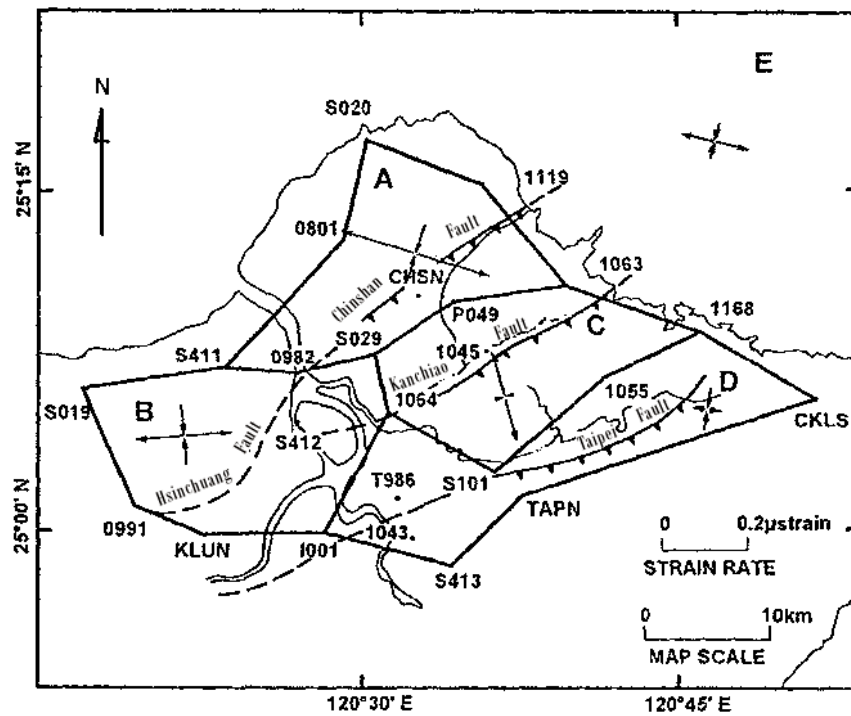 E
N
S020
25°15' N
A
1119
0801
Fault
CHSN
1063
Chinshan
P049
1168
S029
Fault
C
S411
0982
1045
Kanchiao
1055
D
S019
B
1064
Fault
S412
Taiper
Fault
CKLS
Hsinchuang
T986
S101
TAPN
0 0.2µstrain
0991
25°00' N
KLUN
I001
1043
STRAIN RATE
S413
0 10km
MAP SCALE
120°30' E
120°45' E